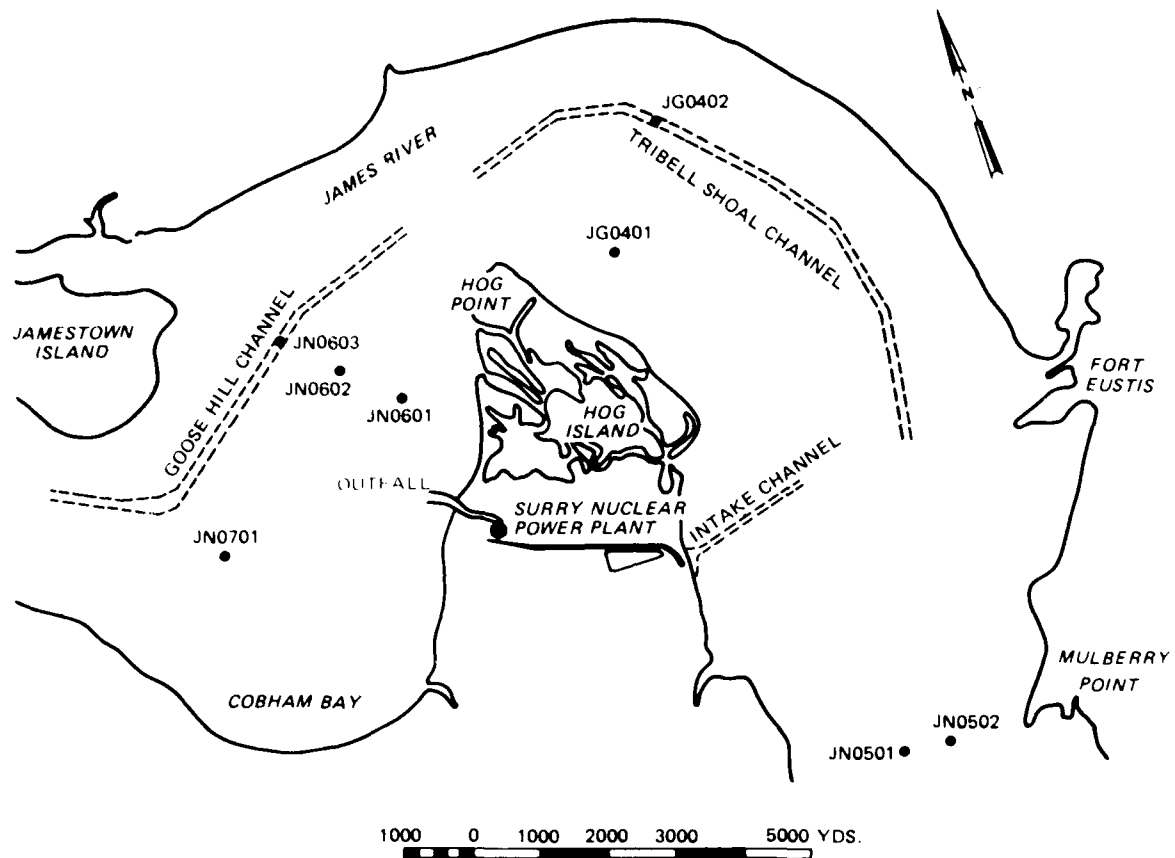 JG0402
N
JAMES RIVER
TRIBELL SHOAL CHANNEL
JG0401
HOG
POINT
JAMESTOWN
ISLAND
GOOSE HILL CHANNEL
JN0603
JN0602
JN0601
FORT
EUSTIS
HOG
ISLAND
OUTFALL
SURRY NUCLEAR
POWER PLANT
INTAKE CHANNEL
JN0701
MULBERRY
POINT
COBHAM BAY
JN0502
JN0501
1000 0 1000 2000 3000 5000 YDS.